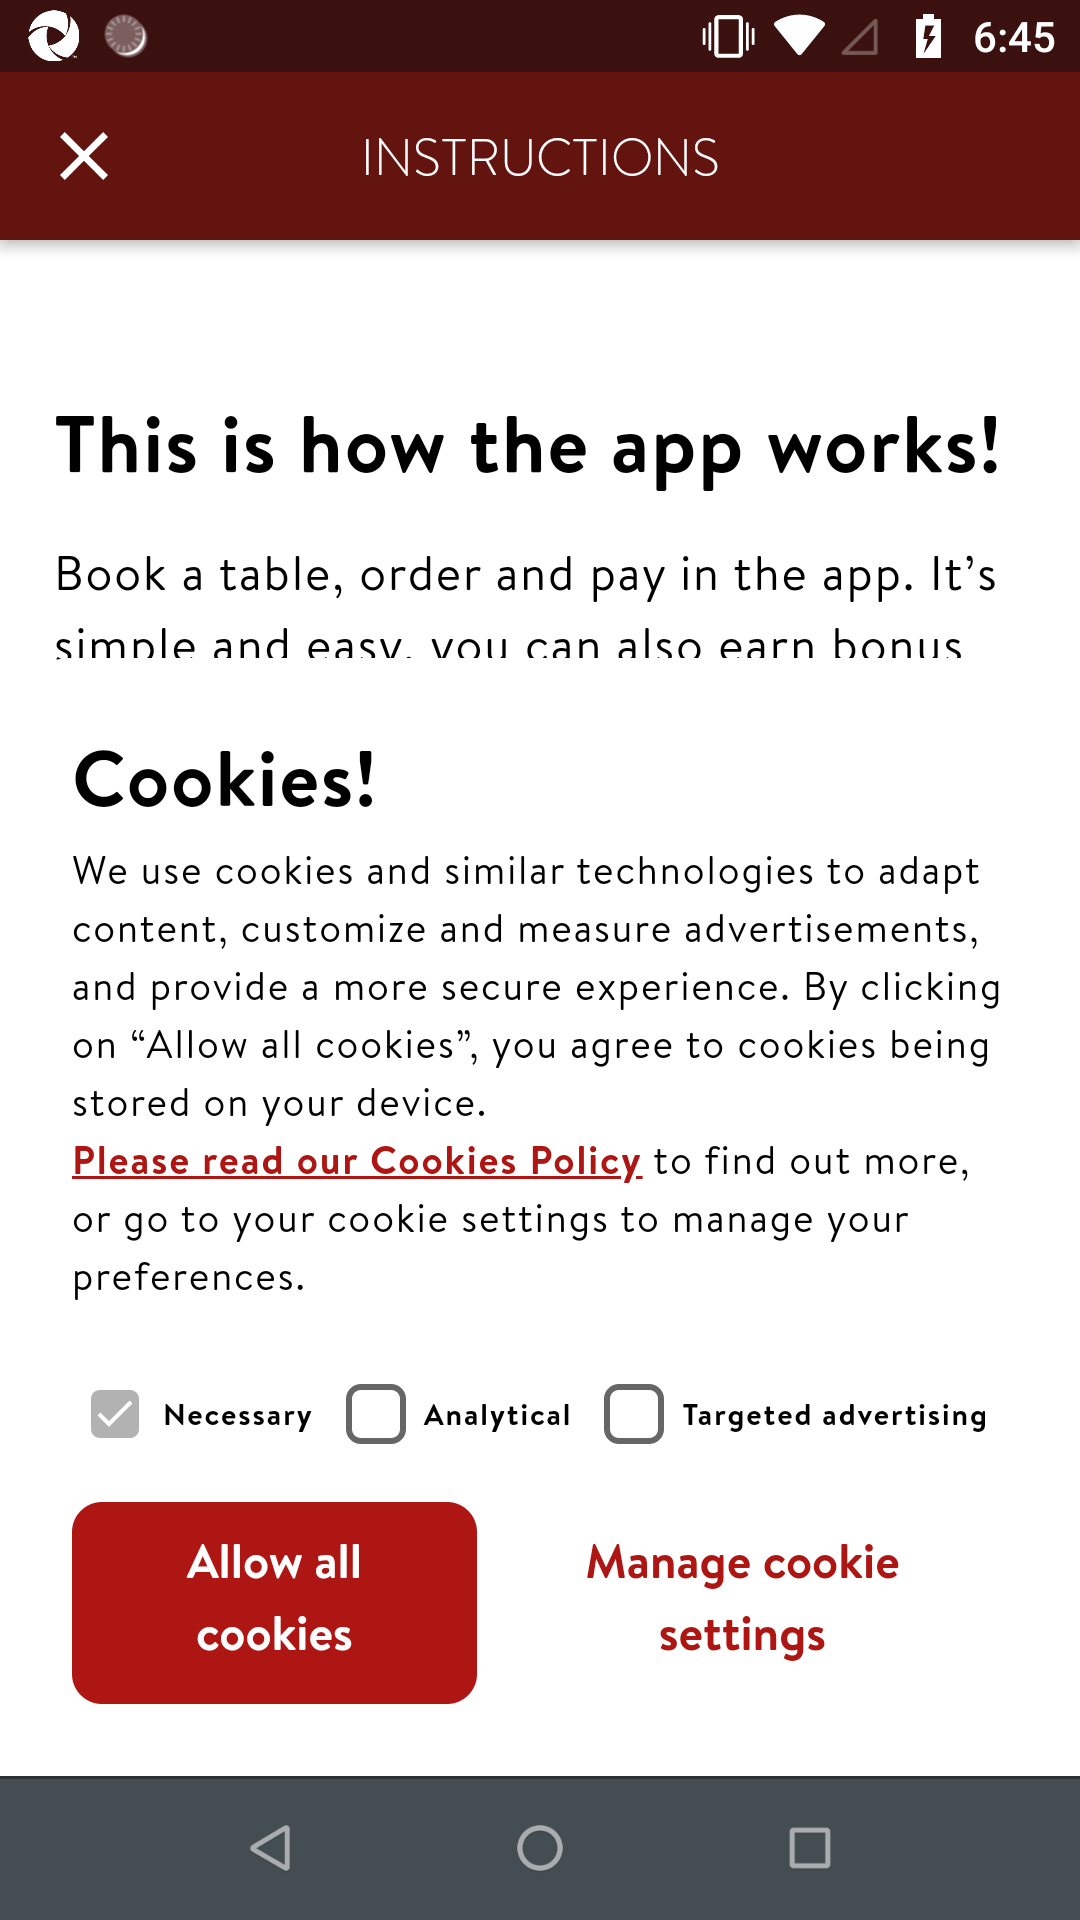 6:45
INSTRUCTIONS
This is how the app works!
Book a table, order and pay in the app. It’s
simple and easy, you can also earn bonus
Cookies!
We use cookies and similar technologies to adapt
content, customize and measure advertisements,
and provide a more secure experience. By clicking
on “Allow all cookies”, you agree to cookies being
stored on your device.
Please read our Cookies Policy to find out more,
or go to your cookie settings to manage your
preferences.
Necessary Analytical Targeted advertising
Allow all
cookies
Manage cookie
settings